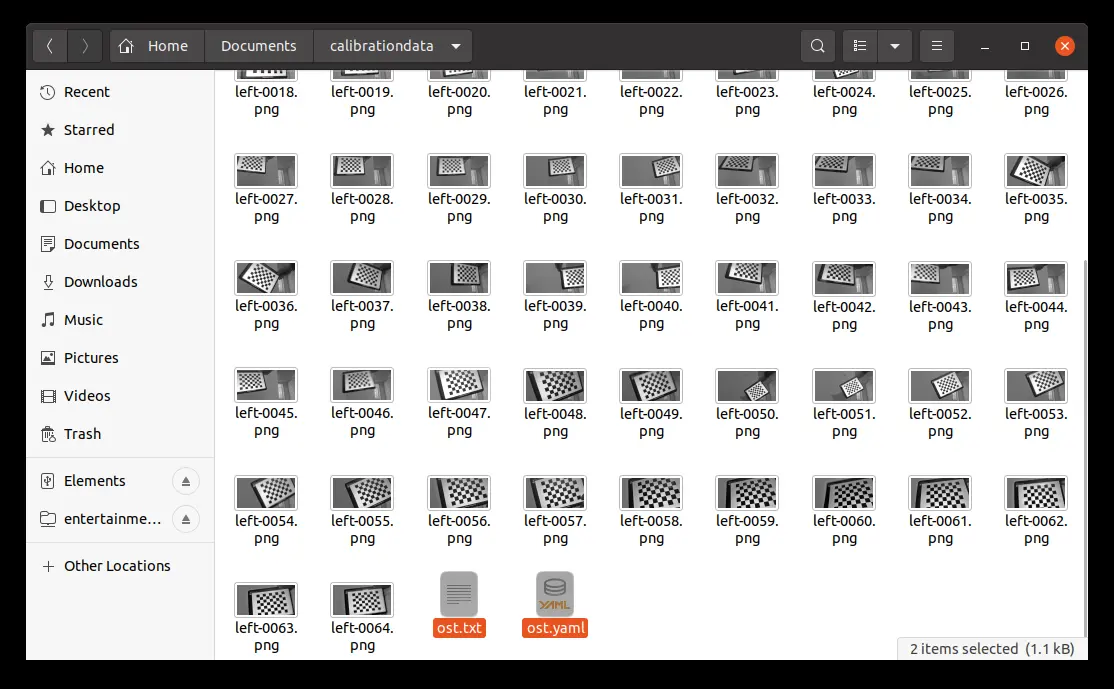 Home Documents calibrationdata
Recent
Starred
Home
Desktop
Documents
Downloads
Music
Pictures
Videos
Trash
Elements
entertainme...
Other Locations
left-0018. left-0019. left-0020. left-0021. left-0022. left-0023. left-0024. left-0025. left-0026.
png png png png png png png png png
left-0027. left-0028. left-0029. left-0030. left-0031. left-0032. left-0033. left-0034. left-0035.
png png png png png png png png png
left-0036. left-0037. left-0038. left-0039. left-0040. left-0041. left-0042. left-0043. left-0044.
png png png png png png png png png
left-0045. left-0046. left-0047. left-0048. left-0049. left-0050. left-0051. left-0052. left-0053.
png png png png png png png png png
left-0054. left-0055. left-0056. left-0057. left-0058. left-0059. left-0060. left-0061. left-0062.
png png png png png png png png png
YAML
left-0063. left-0064. ost.txt ost.yaml
png png
2 items selected (1.1 kB)